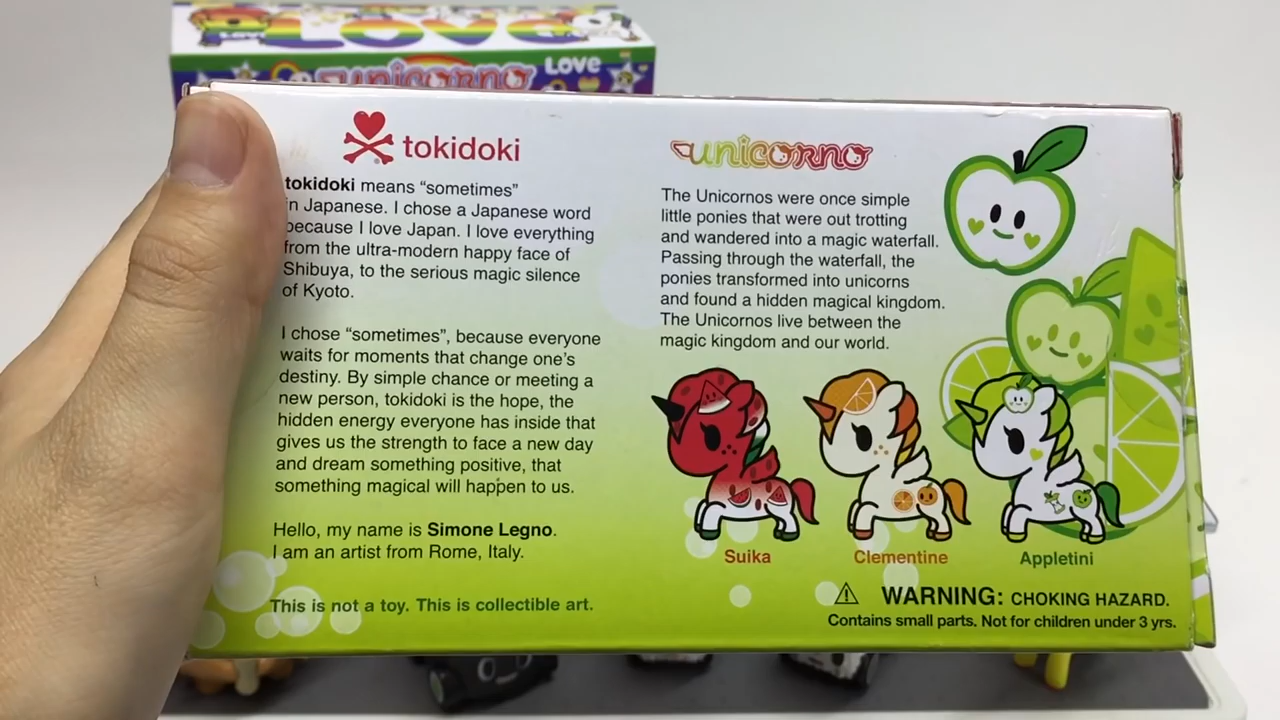 LOVE
unicorno LOVE
tokidoki
tokidoki means “sometimes”
in Japanese. I chose a Japanese word
because I love Japan. I love everything
from the ultra-modern happy face of
Shibuya, to the serious magic silence
of Kyoto.
I chose “sometimes”, because everyone
waits for moments that change one’s
destiny. By simple chance or meeting a
new person, tokidoki is the hope, the
hidden energy everyone has inside that
gives us the strength to face a new day
and dream something positive, that
something magical will happen to us.
Hello, my name is Simone Legno.
I am an artist from Rome, Italy.
This is not a toy. This is collectible art.
unicorno
The Unicornos were once simple
little ponies that were out trotting
and wandered into a magic waterfall.
Passing through the waterfall, the
ponies transformed into unicorns
and found a hidden magical kingdom.
The Unicornos live between the
magic kingdom and our world.
Suika
Clementine
Appletini
WARNING: CHOKING HAZARD.
Contains small parts. Not for children under 3 yrs.